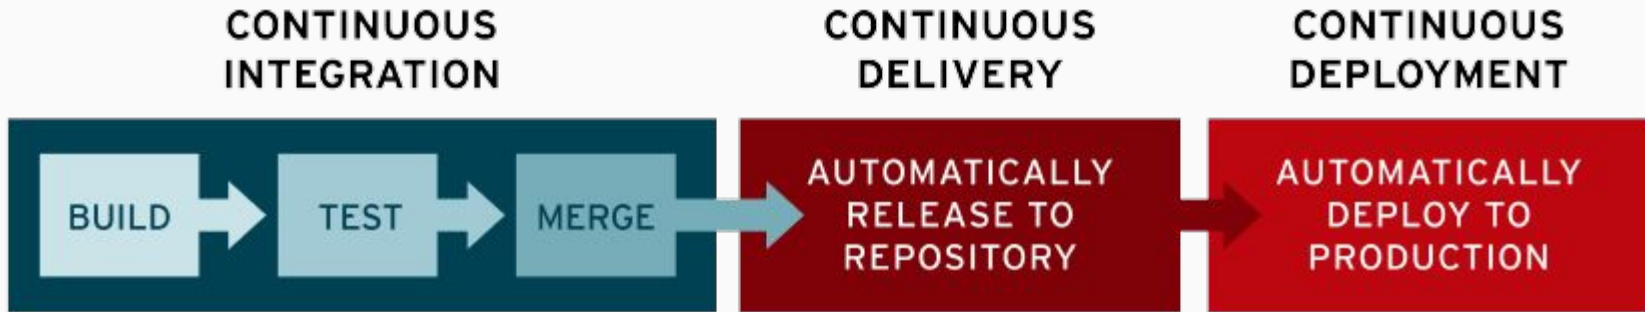 CONTINUOUS
INTEGRATION
CONTINUOUS
DELIVERY
CONTINUOUS
DEPLOYMENT
BUILD
TEST
MERGE
AUTOMATICALLY
RELEASE TO
REPOSITORY
AUTOMATICALLY
DEPLOY TO
PRODUCTION